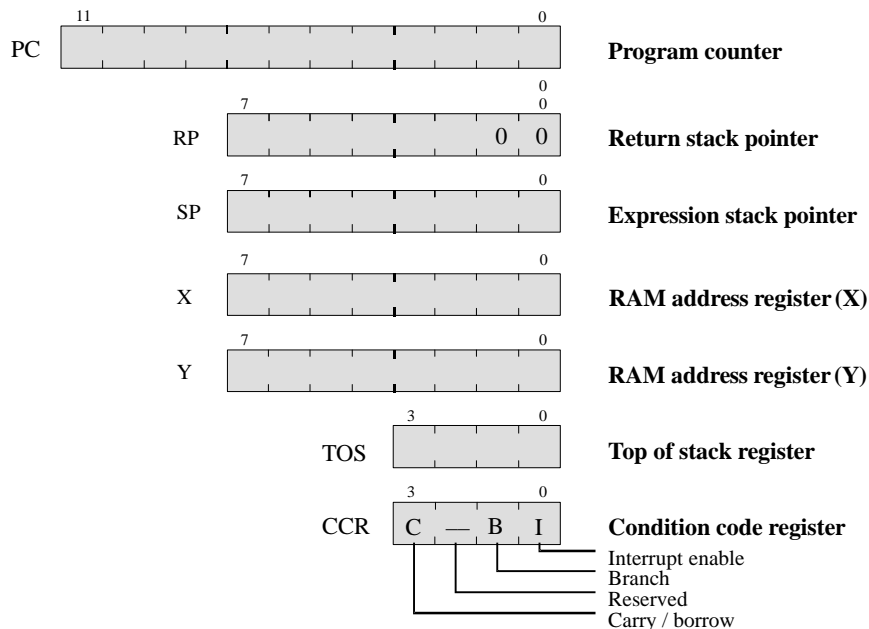 11 0
PC Program counter
0
7 0
RP 0 0 Return stack pointer
7 0
SP Expression stack pointer
7 0
X RAM address register (X)
7 0
Y RAM address register (Y)
3 0
TOS Top of stack register
3 0
CCR C — B I Condition code register
Interrupt enable
Branch
Reserved
Carry / borrow